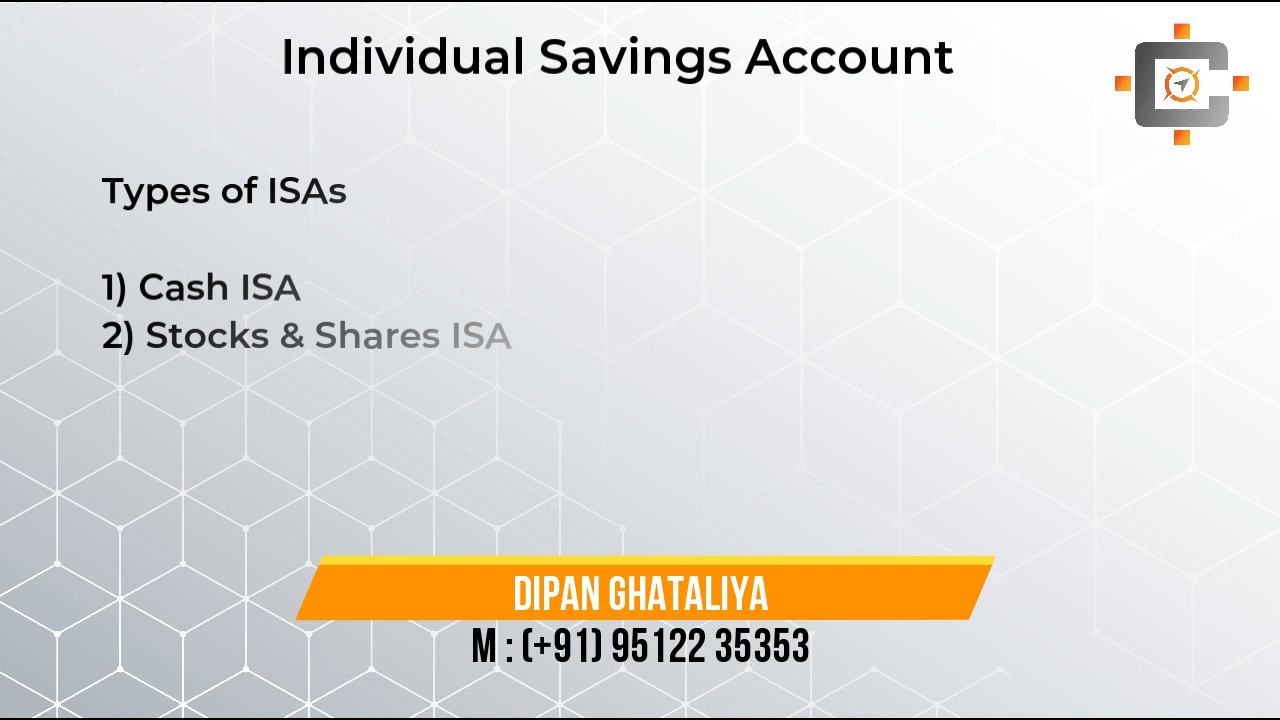 Individual Savings Account
Types of ISAs
1) Cash ISA
2) Stocks & Shares ISA
DIPAN GHATALIYA
M : (+91) 95122 35353